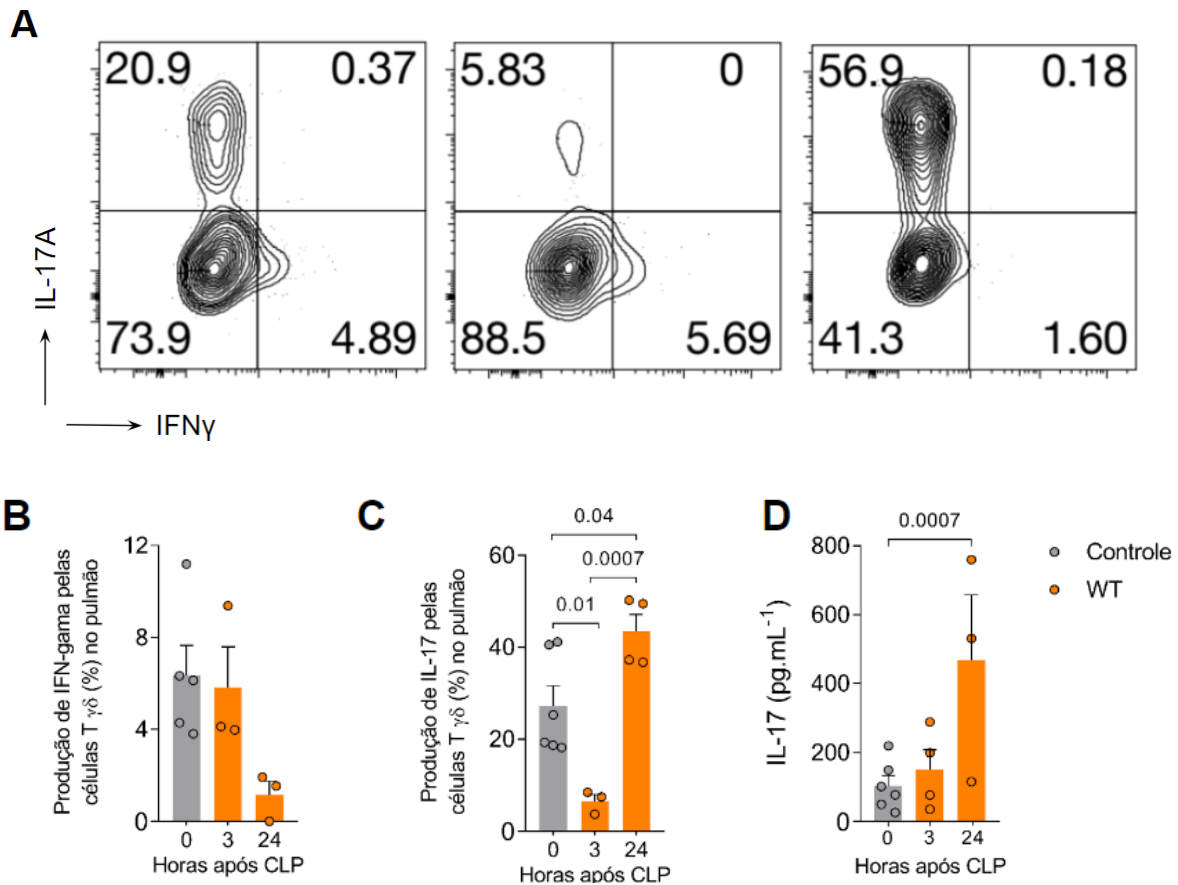 A
20.9 0.37
73.9 4.89
5.83 0
88.5 5.69
56.9 0.18
41.3 1.60
IL-17A
IFNγ
B
Produção de IFN-gama pelas
células T γδ (%) no pulmão
12
8
4
0
0 3 24
Horas após CLP
C
Produção de IL-17 pelas
células T γδ (%) no pulmão
0.04
0.0007
0.01
60
40
20
0
0 3 24
Horas após CLP
D
IL-17 (pg.mL⁻¹)
0.0007
800
600
400
200
0
0 3 24
Horas após CLP
Controle
WT